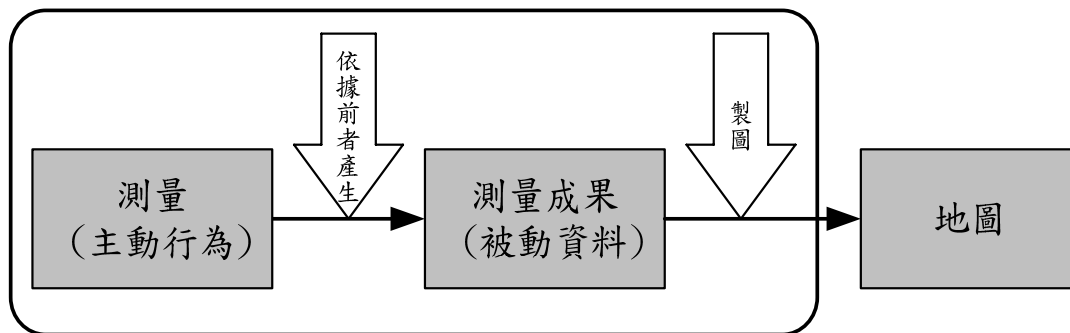 依據前者產生
製圖
測量
（主動行為）
測量成果
（被動資料）
地圖